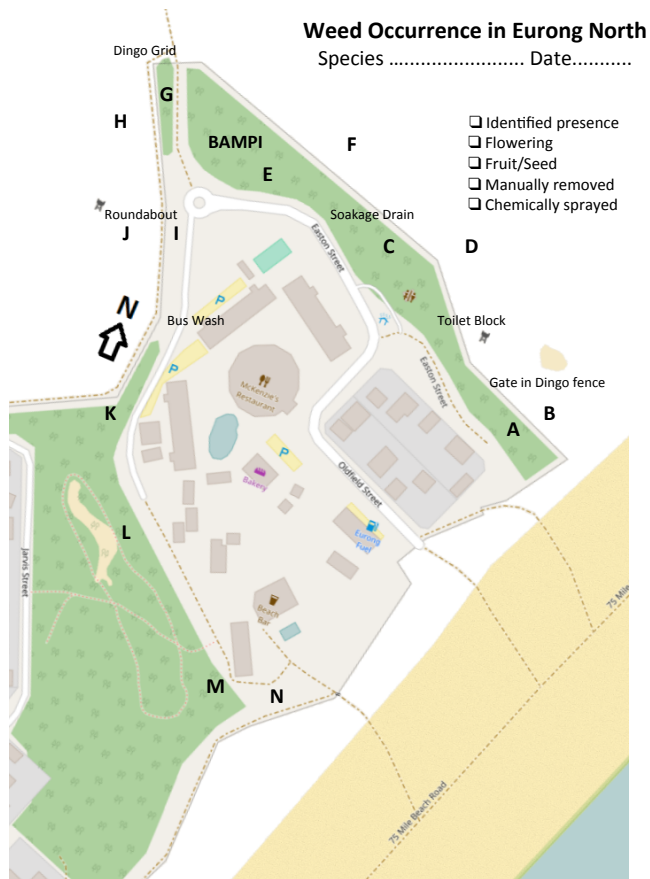 Weed Occurrence in Eurong North
Species ........................ Date...........
Dingo Grid
G
H
BAMPI
F
E
❑ Identified presence
❑ Flowering
❑ Fruit/Seed
❑ Manually removed
❑ Chemically sprayed
Roundabout
J
I
Soakage Drain
Easton Street
C
D
N
P
Bus Wash
Toilet Block
P
McKenzie's
Restaurant
Easton Street
Gate in Dingo fence
K
A
B
P
Bakery
Oldfield Street
L
Eurong
Fuel
Jarvis Street
Beach
Bar
75 Mile
M
N
75 Mile Beach Road